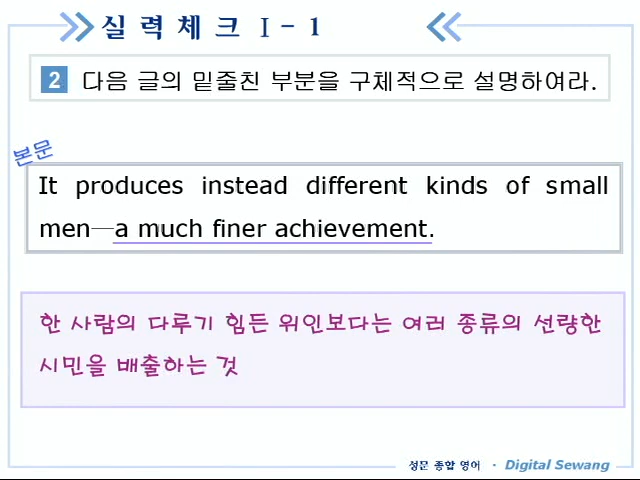 실력체크 I - 1
2 다음 글의 밑줄친 부분을 구체적으로 설명하여라.
본문
It produces instead different kinds of small
men—a much finer achievement.
한 사람의 다루기 힘든 위인보다는 여러 종류의 선량한
시민을 배출하는 것
성문 종합 영어 · Digital Sewang